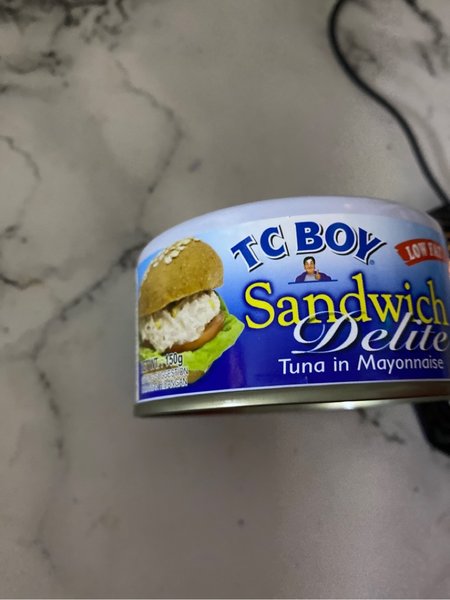 TC BOY
LOW FAT
Sandwich
Delite
Tuna in Mayonnaise
150g